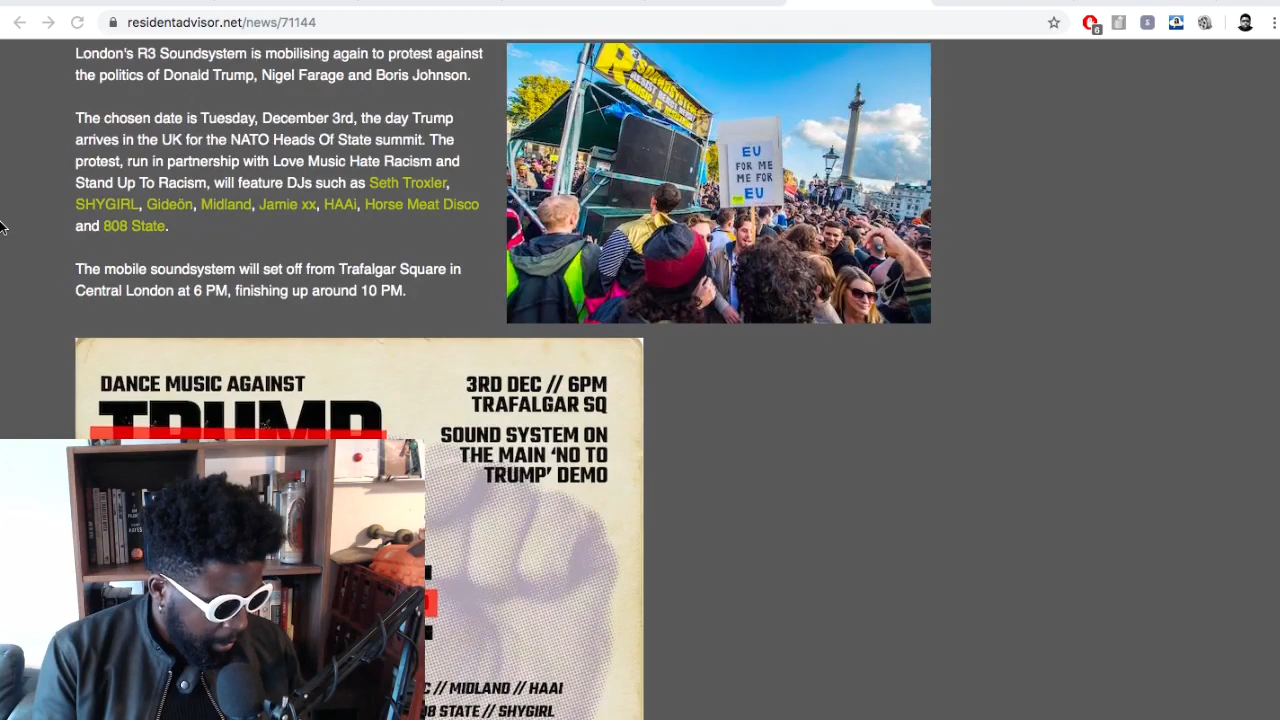 residentadvisor.net/news/71144
6
London's R3 Soundsystem is mobilising again to protest against
the politics of Donald Trump, Nigel Farage and Boris Johnson.
The chosen date is Tuesday, December 3rd, the day Trump
arrives in the UK for the NATO Heads Of State summit. The
protest, run in partnership with Love Music Hate Racism and
Stand Up To Racism, will feature DJs such as Seth Troxler,
SHYGIRL, Gideön, Midland, Jamie xx, HAAi, Horse Meat Disco
and 808 State.
The mobile soundsystem will set off from Trafalgar Square in
Central London at 6 PM, finishing up around 10 PM.
EU
FOR ME
ME FOR
EU
DANCE MUSIC AGAINST
TRUMP
3RD DEC // 6PM
TRAFALGAR SQ
SOUND SYSTEM ON
THE MAIN 'NO TO
TRUMP' DEMO
// MIDLAND // HAAI
STATE // SHYGIRL